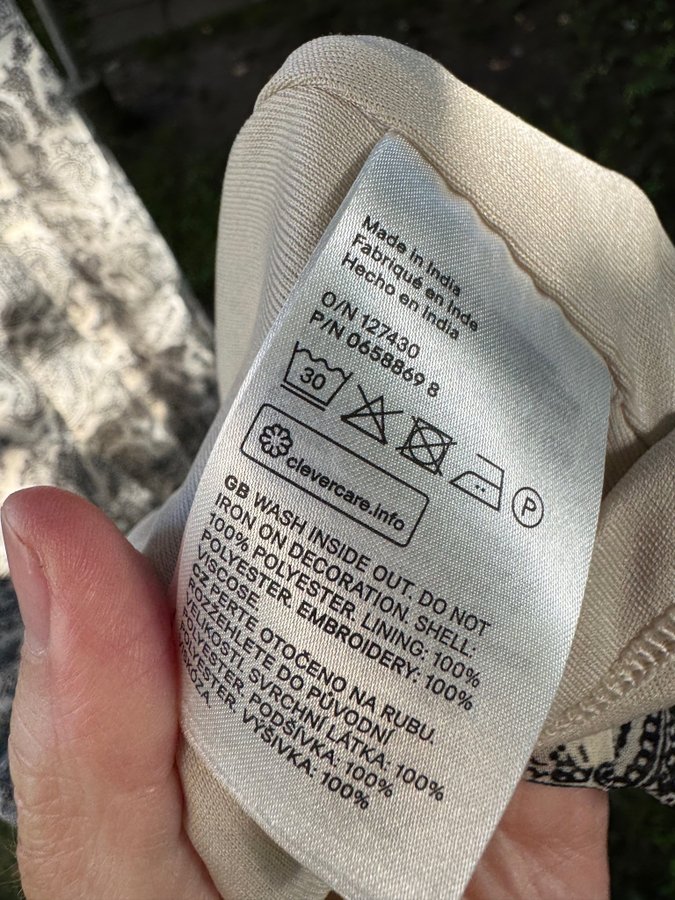 Made in India
Fabriqué en Inde
Hecho en India
O/N 127430
P/N 0658869 8
30
P
clevercare.info
GB WASH INSIDE OUT. DO NOT
IRON ON DECORATION. SHELL:
100% POLYESTER. LINING: 100%
POLYESTER. EMBROIDERY: 100%
VISCOSE.
CZ PERTE OTOČENO NA RUBU.
ROZŽEHLETE DO PŮVODNÍ
VELIKOSTI. SVRCHNÍ LÁTKA: 100%
POLYESTER. PODŠÍVKA: 100%
POLYESTER. VÝŠIVKA: 100%
VISKÓZA.